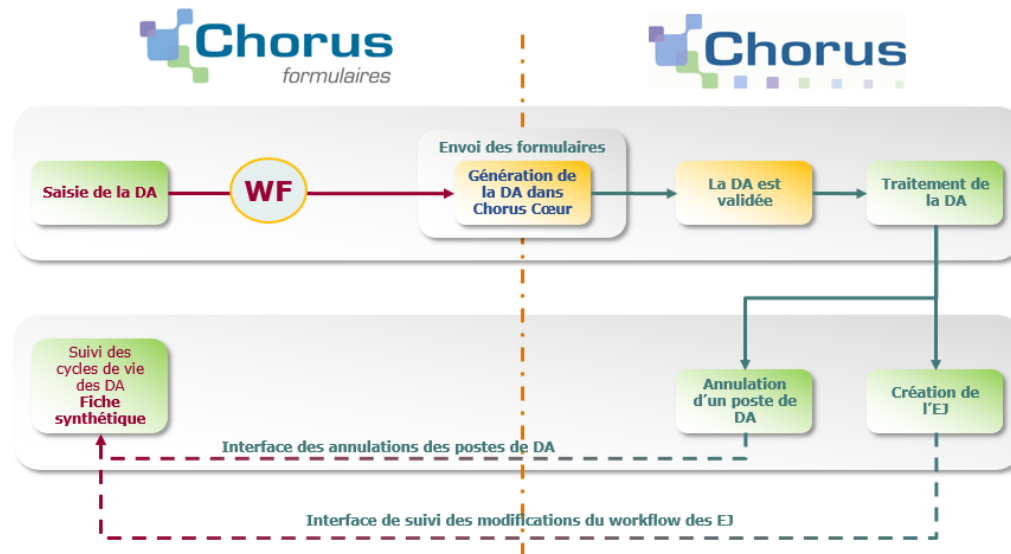 Chorus
formulaires
Chorus
Envoi des formulaires
Saisie de la DA
WF
Génération de
la DA dans
Chorus Cœur
La DA est
validée
Traitement de
la DA
Suivi des
cycles de vie
des DA
Fiche
synthétique
Annulation
d'un poste de
DA
Création de
l'EJ
Interface des annulations des postes de DA
Interface de suivi des modifications du workflow des EJ